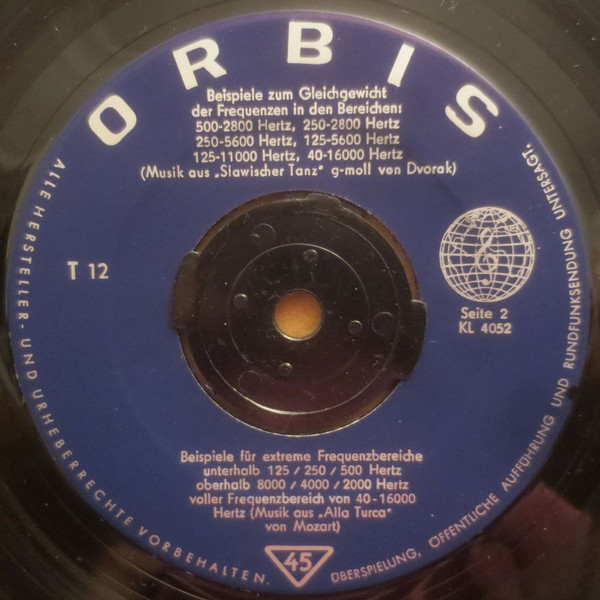 ORBIS
Beispiele zum Gleichgewicht
der Frequenzen in den Bereichen:
500-2800 Hertz, 250-2800 Hertz
250-5600 Hertz, 125-5600 Hertz
125-11000 Hertz, 40-16000 Hertz
(Musik aus „Slawischer Tanz" g-moll von Dvorak)
T 12
Seite 2
KL 4052
Beispiele für extreme Frequenzbereiche
unterhalb 125 / 250 / 500 Hertz
oberhalb 8000 / 4000 / 2000 Hertz
voller Frequenzbereich von 40-16000
Hertz (Musik aus „Alla Turca"
von Mozart)
45
ALLE HERSTELLER- UND URHEBERRECHTE VORBEHALTEN.
ÜBERSPIELUNG, ÖFFENTLICHE AUFFÜHRUNG UND RUNDFUNKSENDUNG UNTERSAGT.